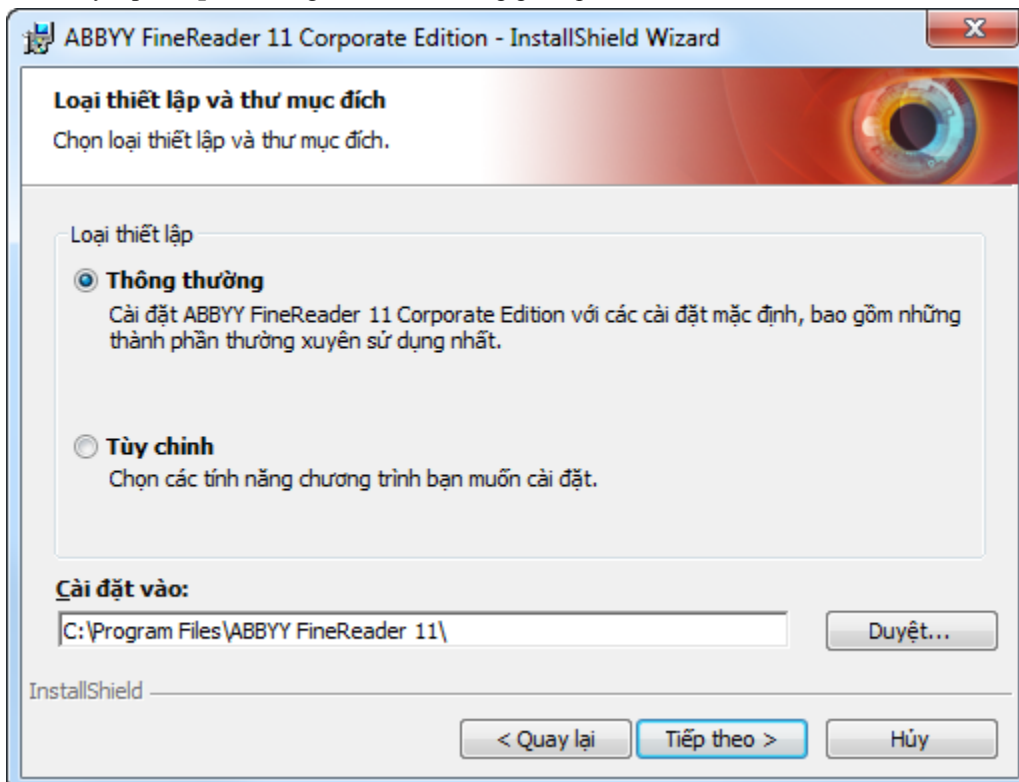 ABBYY FineReader 11 Corporate Edition - InstallShield Wizard
Loại thiết lập và thư mục đích
Chọn loại thiết lập và thư mục đích.
Loại thiết lập
Thông thường
Cài đặt ABBYY FineReader 11 Corporate Edition với các cài đặt mặc định, bao gồm những
thành phần thường xuyên sử dụng nhất.
Tùy chỉnh
Chọn các tính năng chương trình bạn muốn cài đặt.
Cài đặt vào:
C:\Program Files\ABBYY FineReader 11\
Duyệt...
InstallShield
< Quay lại
Tiếp theo >
Hủy